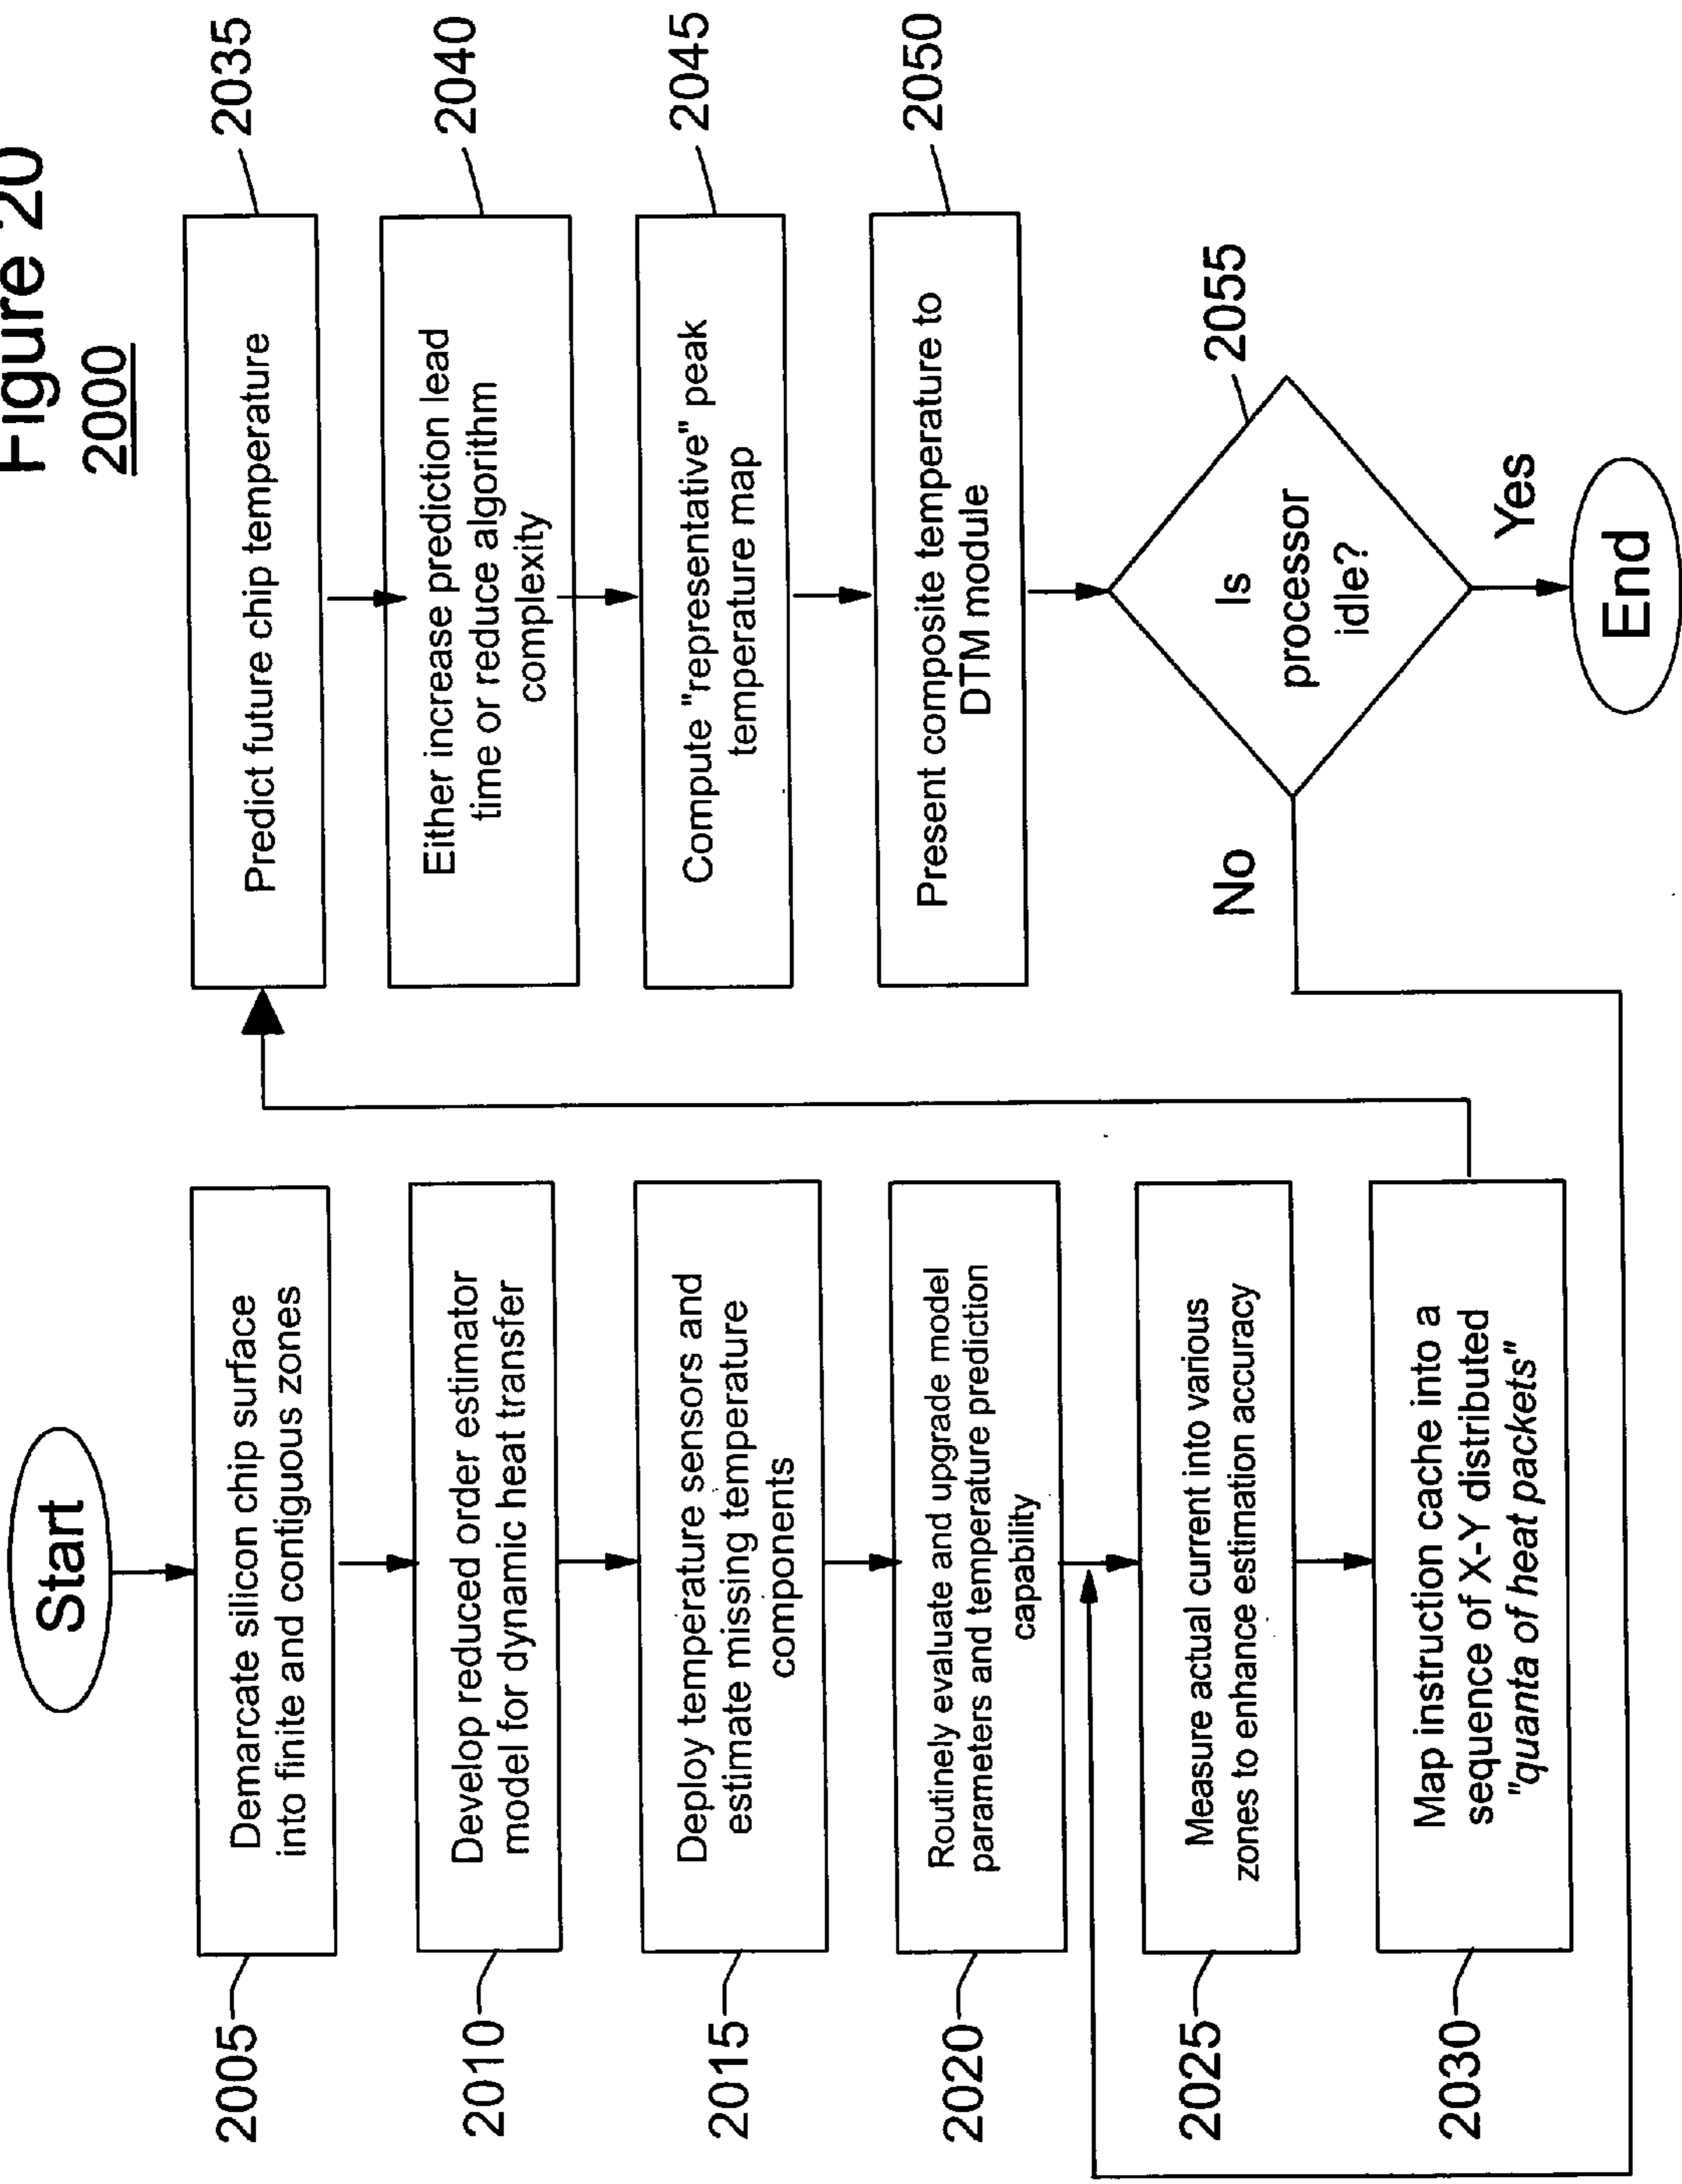 Figure 20
2000
Start
2005
Demarcate silicon chip surface
into finite and contiguous zones
2010
Develop reduced order estimator
model for dynamic heat transfer
2015
Deploy temperature sensors and
estimate missing temperature
components
2020
Routinely evaluate and upgrade model
parameters and temperature prediction
capability
2025
Measure actual current into various
zones to enhance estimation accuracy
2030
Map instruction cache into a
sequence of X-Y distributed
"quanta of heat packets"
2035
Predict future chip temperature
2040
Either increase prediction lead
time or reduce algorithm
complexity
2045
Compute "representative" peak
temperature map
2050
Present composite temperature to
DTM module
2055
Is
processor
idle?
No
Yes
End